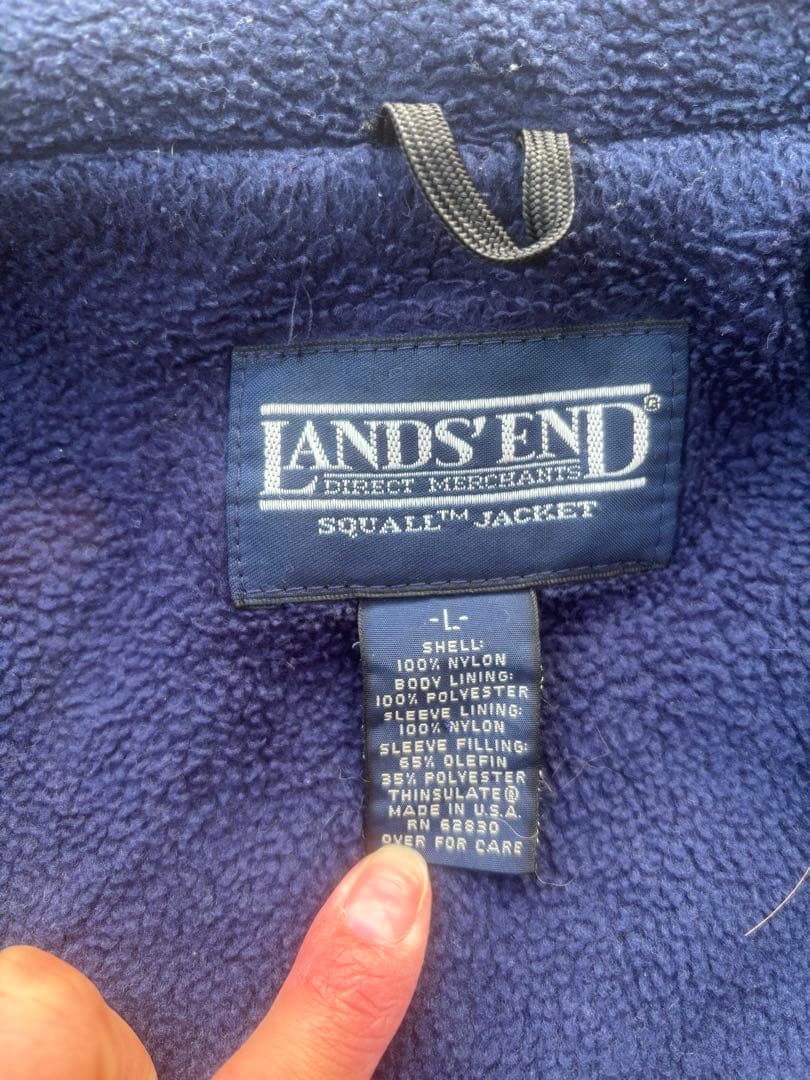 LANDS' END®
DIRECT MERCHANTS
SQUALL™ JACKET
-L-
SHELL:
100% NYLON
BODY LINING:
100% POLYESTER
SLEEVE LINING:
100% NYLON
SLEEVE FILLING:
65% OLEFIN
35% POLYESTER
THINSULATE®
MADE IN U.S.A.
RN 62830
OVER FOR CARE